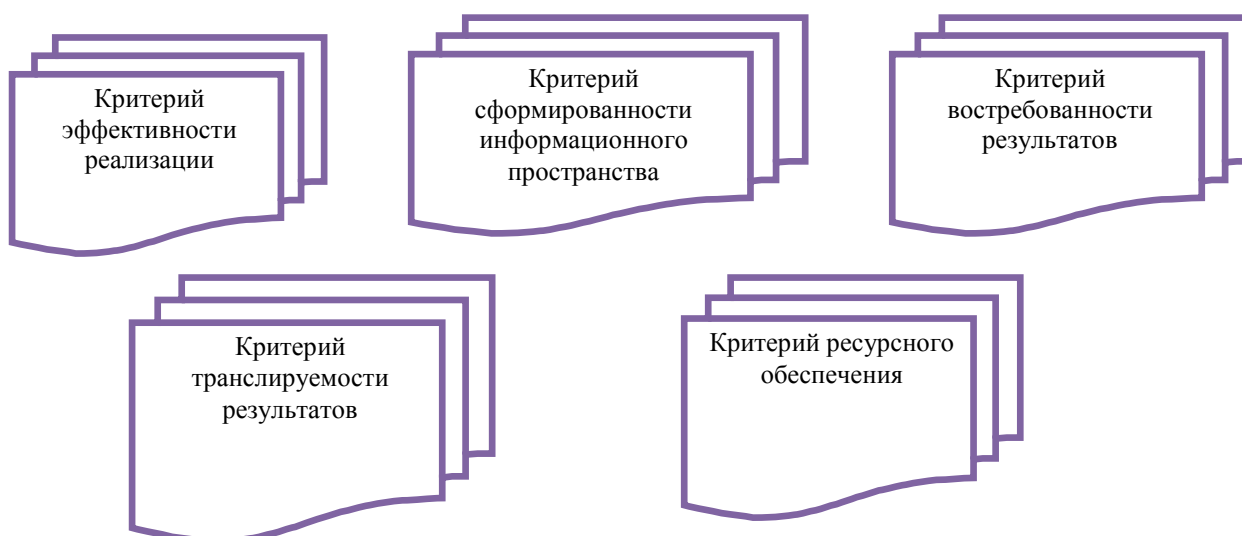 Критерий
эффективности
реализации
Критерий
сформированности
информационного
пространства
Критерий
востребованности
результатов
Критерий
транслируемости
результатов
Критерий ресурсного
обеспечения